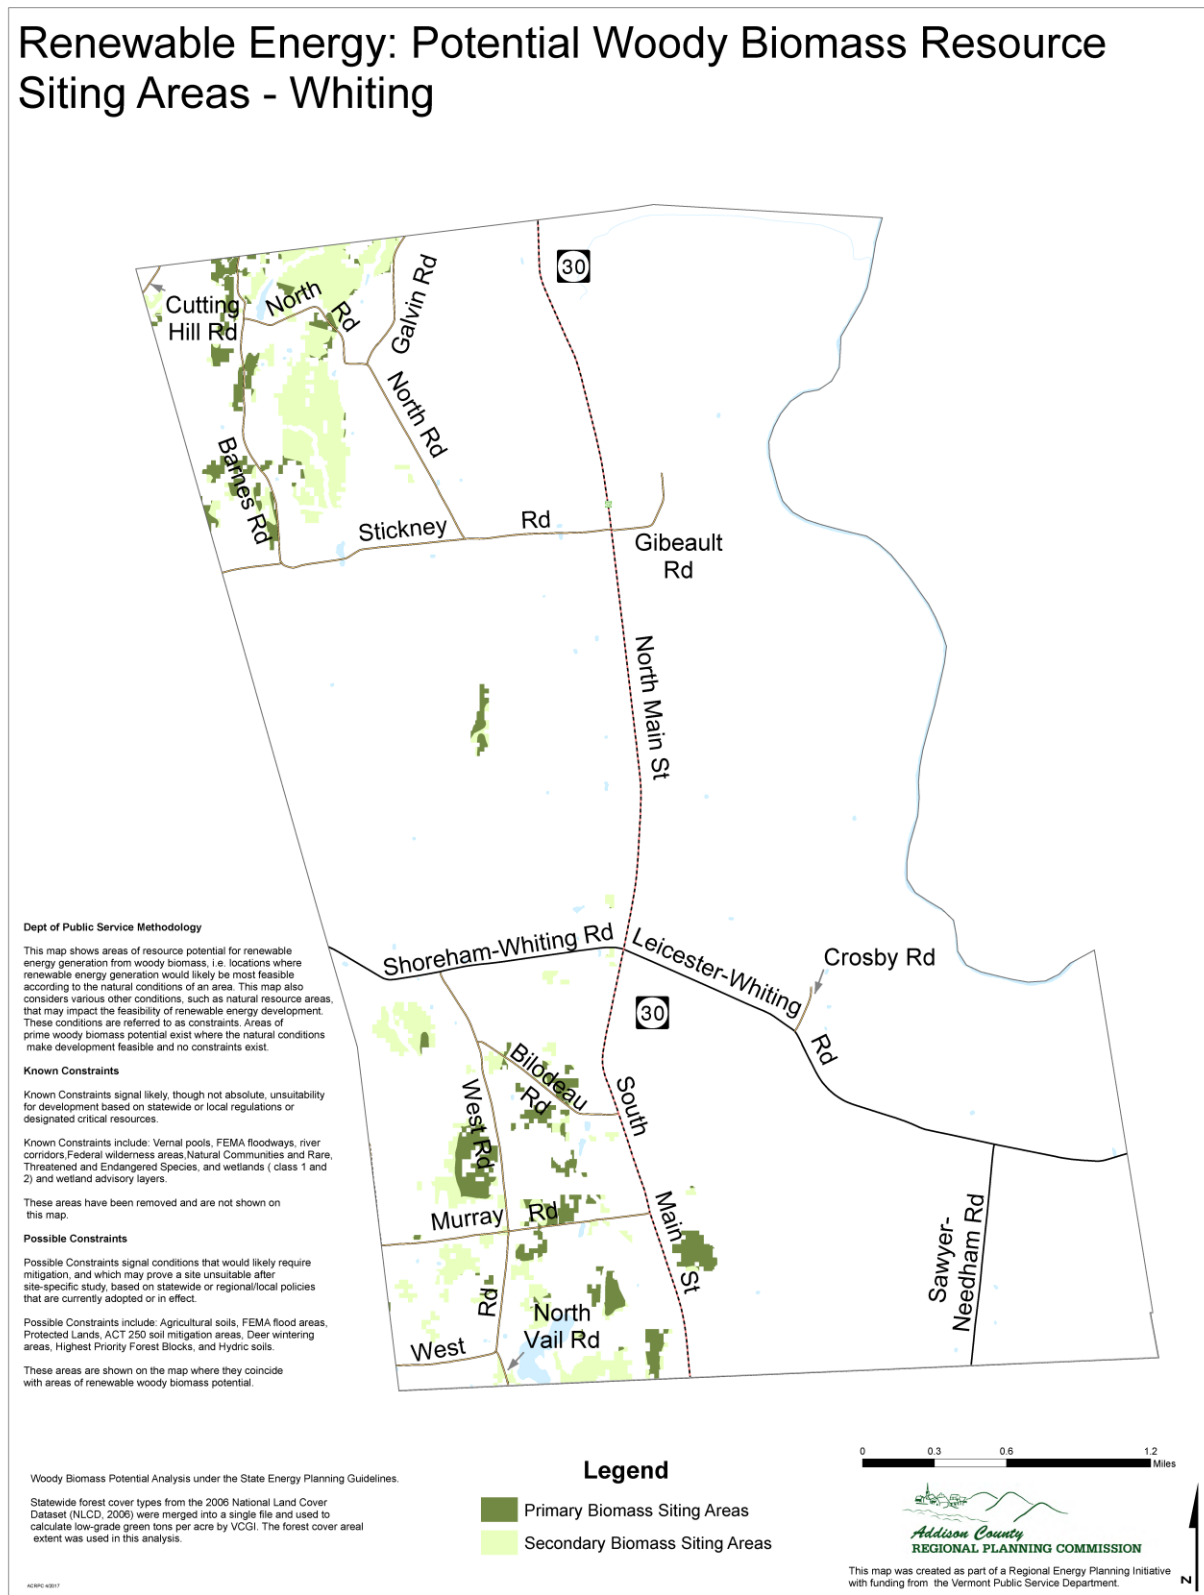 Renewable Energy: Potential Woody Biomass Resource
Siting Areas - Whiting
30
Cutting
Hill Rd
North
Rd
Galvin Rd
North Rd
Barnes Rd
Stickney
Rd
Gibeault
Rd
North Main St
Shoreham-Whiting Rd
Leicester-Whiting
Rd
Crosby Rd
30
Bilodeau
Rd
South
Main
St
West Rd
Murray
Rd
Rd
West
North
Vail Rd
Sawyer-
Needham Rd
Dept of Public Service Methodology
This map shows areas of resource potential for renewable
energy generation from woody biomass, i.e. locations where
renewable energy generation would likely be most feasible
according to the natural conditions of an area. This map also
considers various other conditions, such as natural resource areas,
that may impact the feasibility of renewable energy development.
These conditions are referred to as constraints. Areas of
prime woody biomass potential exist where the natural conditions
make development feasible and no constraints exist.
Known Constraints
Known Constraints signal likely, though not absolute, unsuitability
for development based on statewide or local regulations or
designated critical resources.
Known Constraints include: Vernal pools, FEMA floodways, river
corridors,Federal wilderness areas,Natural Communities and Rare,
Threatened and Endangered Species, and wetlands ( class 1 and
2) and wetland advisory layers.
These areas have been removed and are not shown on
this map.
Possible Constraints
Possible Constraints signal conditions that would likely require
mitigation, and which may prove a site unsuitable after
site-specific study, based on statewide or regional/local policies
that are currently adopted or in effect.
Possible Constraints include: Agricultural soils, FEMA flood areas,
Protected Lands, ACT 250 soil mitigation areas, Deer wintering
areas, Highest Priority Forest Blocks, and Hydric soils.
These areas are shown on the map where they coincide
with areas of renewable woody biomass potential.
Woody Biomass Potential Analysis under the State Energy Planning Guidelines.
Statewide forest cover types from the 2006 National Land Cover
Dataset (NLCD, 2006) were merged into a single file and used to
calculate low-grade green tons per acre by VCGI. The forest cover areal
extent was used in this analysis.
ACRPC 4/2017
Legend
Primary Biomass Siting Areas
Secondary Biomass Siting Areas
0 0.3 0.6 1.2
Miles
Addison County
REGIONAL PLANNING COMMISSION
This map was created as part of a Regional Energy Planning Initiative
with funding from the Vermont Public Service Department.
N